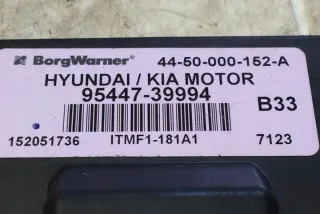 BorgWarner® 44-50-000-152-A
HYUNDAI / KIA MOTOR
95447-39994
B33
152051736 ITMF1-181A1 7123